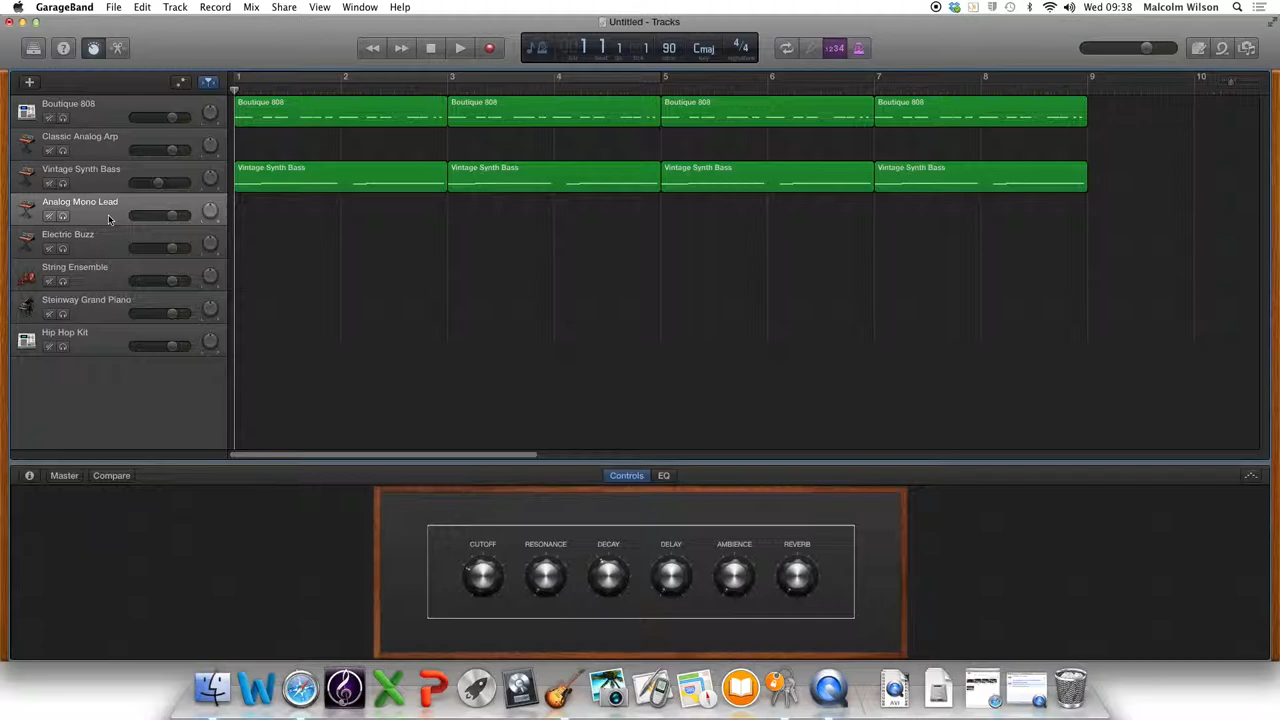 GarageBand File Edit Track Record Mix Share View Window Help Wed 09:38 Malcolm Wilson
Untitled - Tracks
1 1 1 1 90 Cmaj 4/4
1234
1 2 3 4 5 6 7 8 9 10
Boutique 808
Boutique 808 Boutique 808 Boutique 808 Boutique 808
Classic Analog Arp
Vintage Synth Bass
Vintage Synth Bass Vintage Synth Bass Vintage Synth Bass Vintage Synth Bass
Analog Mono Lead
Electric Buzz
String Ensemble
Steinway Grand Piano
Hip Hop Kit
Master Compare Controls EQ
CUTOFF RESONANCE DECAY DELAY AMBIENCE REVERB
AVI